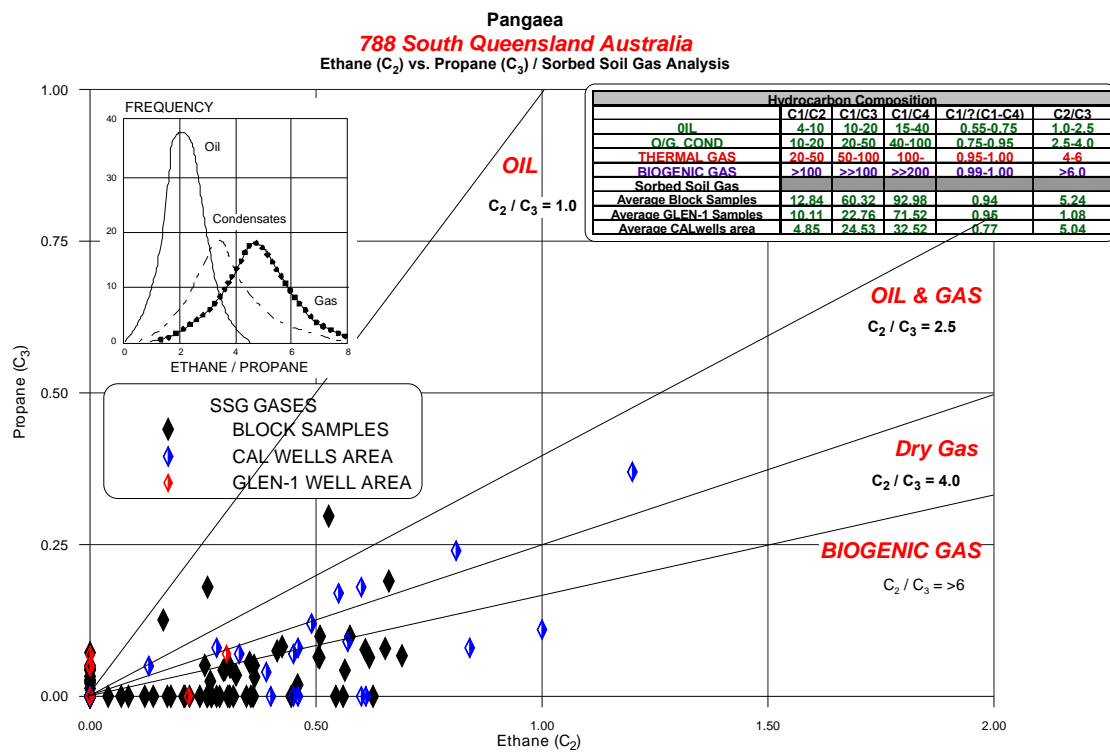 Pangaea
788 South Queensland Australia
Ethane (C2) vs. Propane (C3) / Sorbed Soil Gas Analysis
1.00
0.75
0.50
0.25
0.00
Propane (C3)
FREQUENCY
40
30
20
10
0
Oil
Condensates
Gas
0 2 4 6 8
ETHANE / PROPANE
Hydrocarbon Composition
C1/C2 C1/C3 C1/C4 C1/?(C1-C4) C2/C3
0IL 4-10 10-20 15-40 0.55-0.75 1.0-2.5
O/G. COND 10-20 20-50 40-100 0.75-0.95 2.5-4.0
THERMAL GAS 20-50 50-100 100- 0.95-1.00 4-6
BIOGENIC GAS >100 >>100 >>200 0.99-1.00 >6.0
Sorbed Soil Gas
Average Block Samples 12.84 60.32 92.98 0.94 5.24
Average GLEN-1 Samples 10.11 22.76 71.52 0.95 1.08
Average CALwells area 4.85 24.53 32.52 0.77 5.04
OIL
C2 / C3 = 1.0
OIL & GAS
C2 / C3 = 2.5
Dry Gas
C2 / C3 = 4.0
BIOGENIC GAS
C2 / C3 = >6
SSG GASES
BLOCK SAMPLES
CAL WELLS AREA
GLEN-1 WELL AREA
0.00 0.50 1.00 1.50 2.00
Ethane (C2)